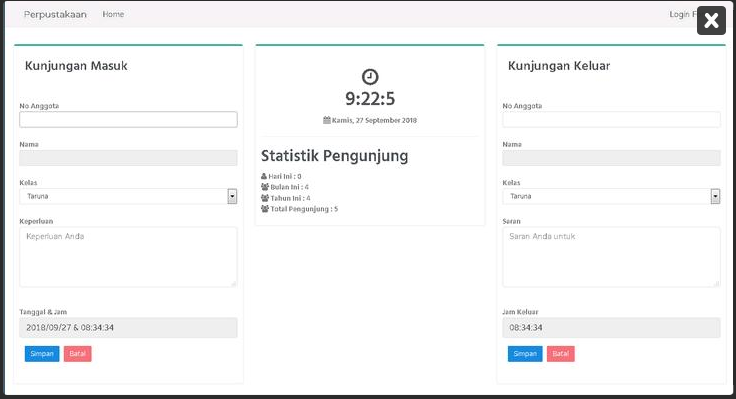 Perpustakaan Home Login
Kunjungan Masuk
No Anggota
Nama
Kelas
Taruna
Keperluan
Keperluan Anda
Tanggal & Jam
2018/09/27 & 08:34:34
Simpan Batal
9:22:5
Kamis, 27 September 2018
Statistik Pengunjung
Hari Ini : 0
Bulan Ini : 4
Tahun Ini : 4
Total Pengunjung : 5
Kunjungan Keluar
No Anggota
Nama
Kelas
Taruna
Saran
Saran Anda untuk
Jam Keluar
08:34:34
Simpan Batal